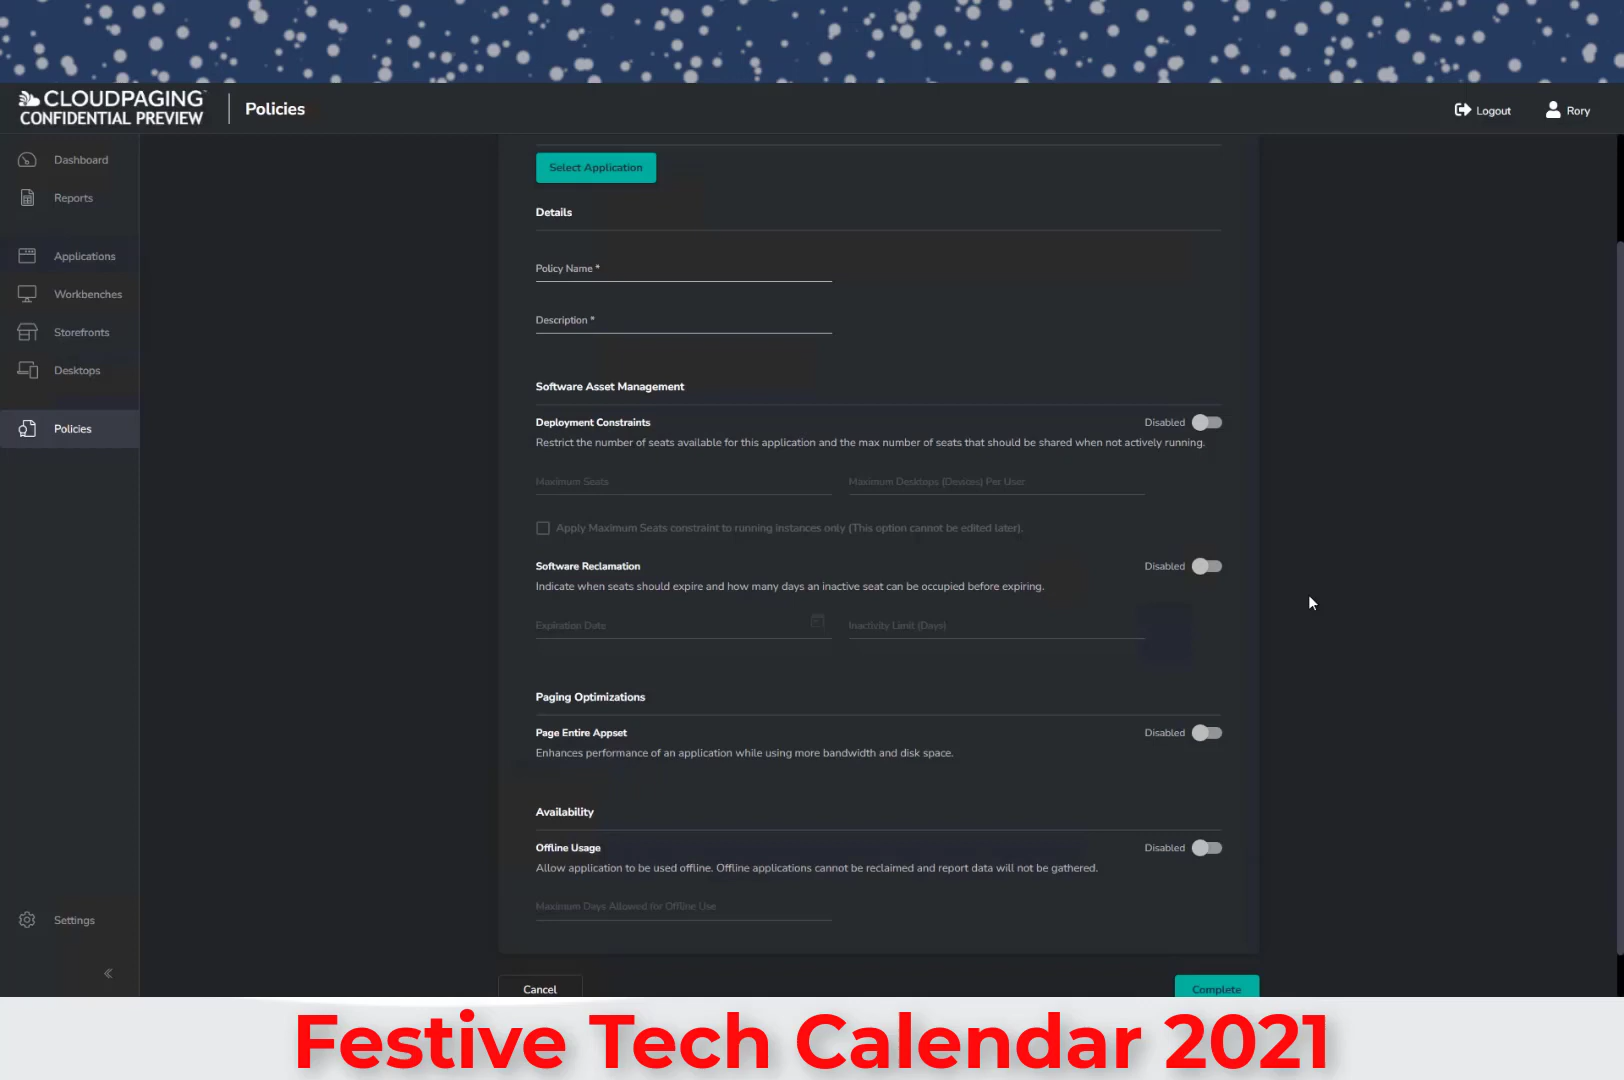 CLOUDPAGING
CONFIDENTIAL PREVIEW
Policies
Logout
Rory
Dashboard
Reports
Applications
Workbenches
Storefronts
Desktops
Policies
Settings
Select Application
Details
Policy Name *
Description *
Software Asset Management
Deployment Constraints
Disabled
Restrict the number of seats available for this application and the max number of seats that should be shared when not actively running.
Maximum Seats
Maximum Desktops (Devices) Per User
Apply Maximum Seats constraint to running instances only (This option cannot be edited later).
Software Reclamation
Disabled
Indicate when seats should expire and how many days an inactive seat can be occupied before expiring.
Expiration Date
Inactivity Limit (Days)
Paging Optimizations
Page Entire Appset
Disabled
Enhances performance of an application while using more bandwidth and disk space.
Availability
Offline Usage
Disabled
Allow application to be used offline. Offline applications cannot be reclaimed and report data will not be gathered.
Maximum Days Allowed for Offline Use
Cancel
Complete
Festive Tech Calendar 2021